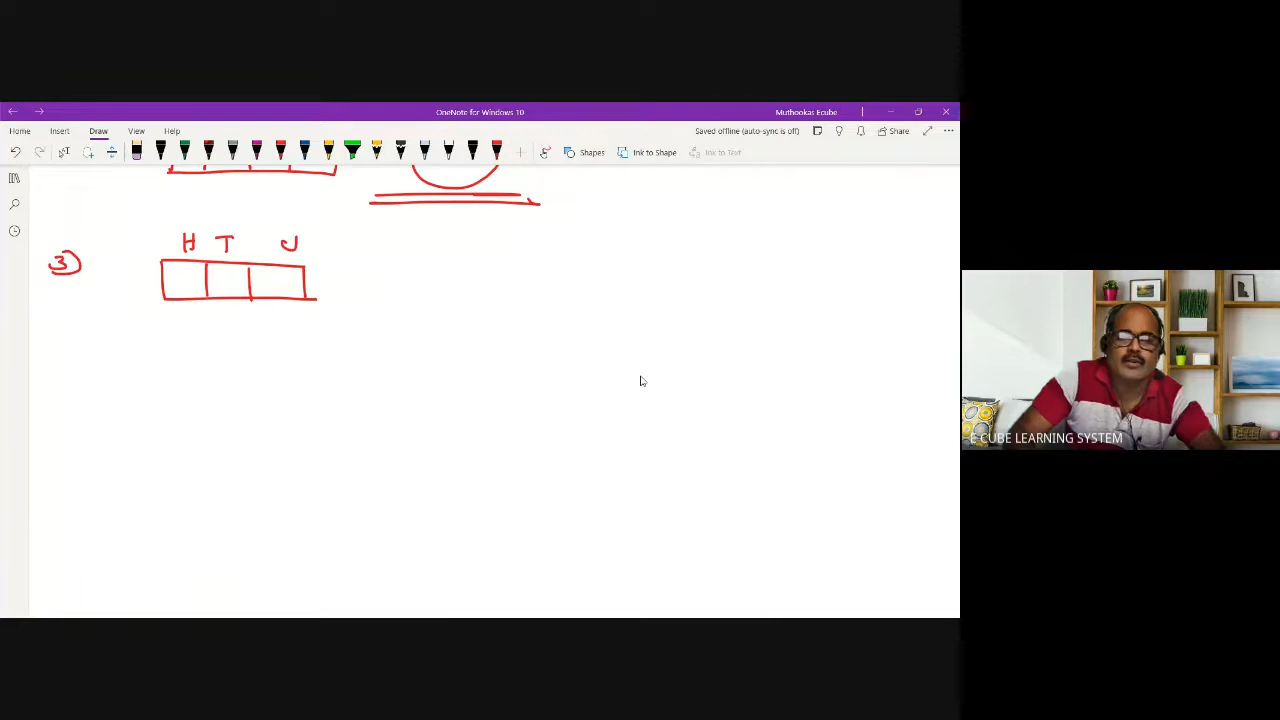 OneNote for Windows 10
Muthookas Ecube
Home Insert Draw View Help
Saved offline (auto-sync is off)
Share
Shapes
Ink to Shape
Ink to Text
H T U
3
E CUBE LEARNING SYSTEM